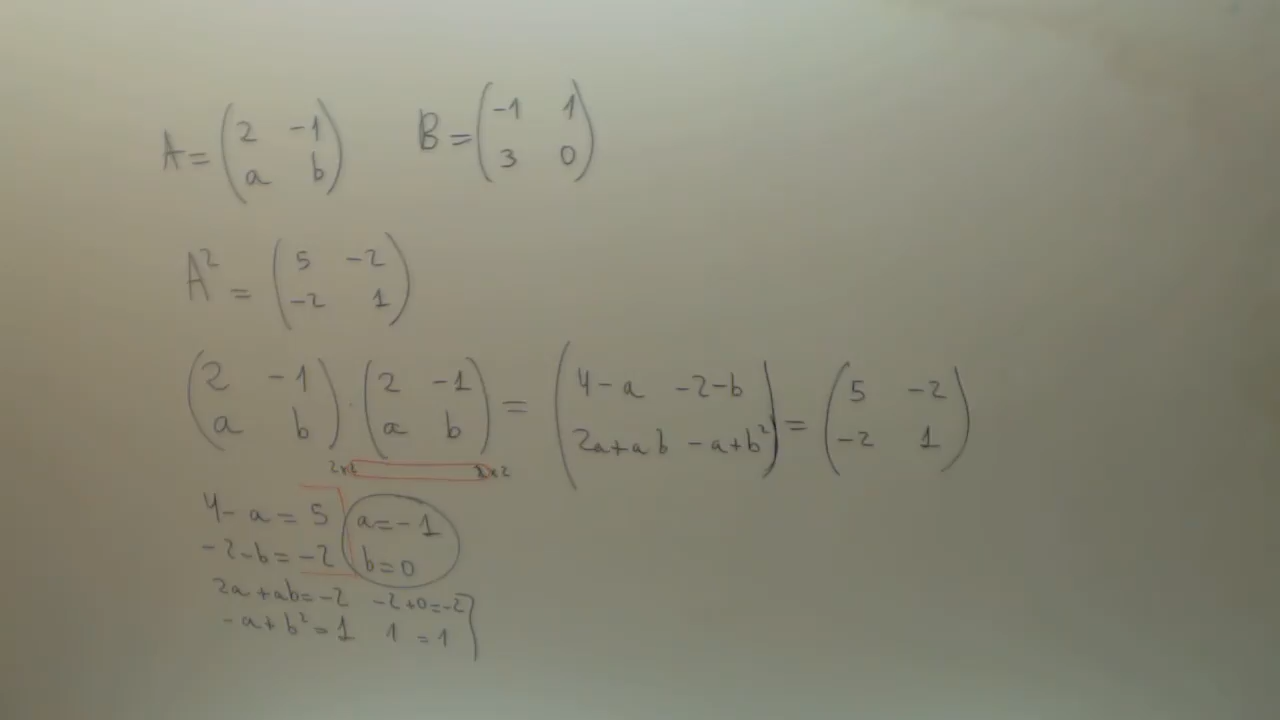 A = ( 2 -1 ) B = ( -1 1 )
( a b ) ( 3 0 )
A² = ( 5 -2 )
( -2 1 )
( 2 -1 ) · ( 2 -1 ) = ( 4-a -2-b ) = ( 5 -2 )
( a b ) ( a b ) ( 2a+ab -a+b² ) ( -2 1 )
2x2 2x2
4-a = 5 a = -1
-2-b = -2 b = 0
2a+ab = -2 -2+0 = -2
-a+b² = 1 1 = 1